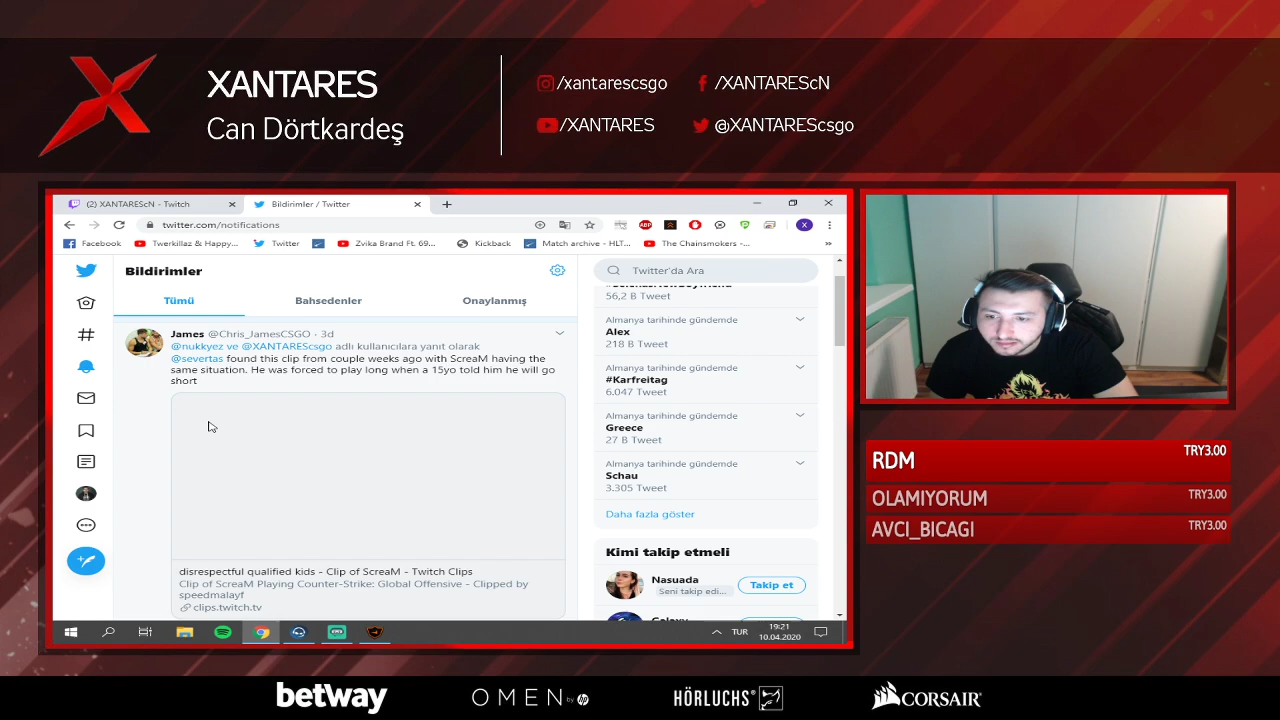 XANTARES
Can Dörtkardeş
/xantarescsgo
/XANTAREScN
/XANTARES
@XANTAREScsgo
(2) XANTAREScN - Twitch
Bildirimler / Twitter
twitter.com/notifications
ABP
X
Facebook
Twerkillaz & Happy...
Twitter
Zvika Brand Ft. 69...
Kickback
Match archive - HLT...
The Chainsmokers -...
Bildirimler
Tümü
Bahsedenler
Onaylanmış
James @Chris_JamesCSGO · 3d
@nukkyez ve @XANTAREScsgo adlı kullanıcılara yanıt olarak
@severtas found this clip from couple weeks ago with ScreaM having the
same situation. He was forced to play long when a 15yo told him he will go
short
disrespectful qualified kids - Clip of ScreaM - Twitch Clips
Clip of ScreaM Playing Counter-Strike: Global Offensive - Clipped by
speedmalayf
clips.twitch.tv
Twitter'da Ara
56,2 B Tweet
Almanya tarihinde gündemde
Alex
218 B Tweet
Almanya tarihinde gündemde
#Karfreitag
6.047 Tweet
Almanya tarihinde gündemde
Greece
27 B Tweet
Almanya tarihinde gündemde
Schau
3.305 Tweet
Daha fazla göster
Kimi takip etmeli
Nasuada
Seni takip edi...
Takip et
TUR
19:21
10.04.2020
RDM
TRY3.00
OLAMIYORUM
TRY3.00
AVCI_BICAGI
TRY3.00
betway
OMEN by hp
HÖRLUCHS
CORSAIR